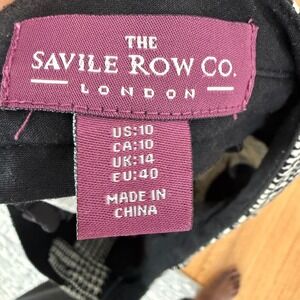 THE
SAVILE ROW CO.
LONDON
US:10
CA:10
UK:14
EU:40
MADE IN
CHINA